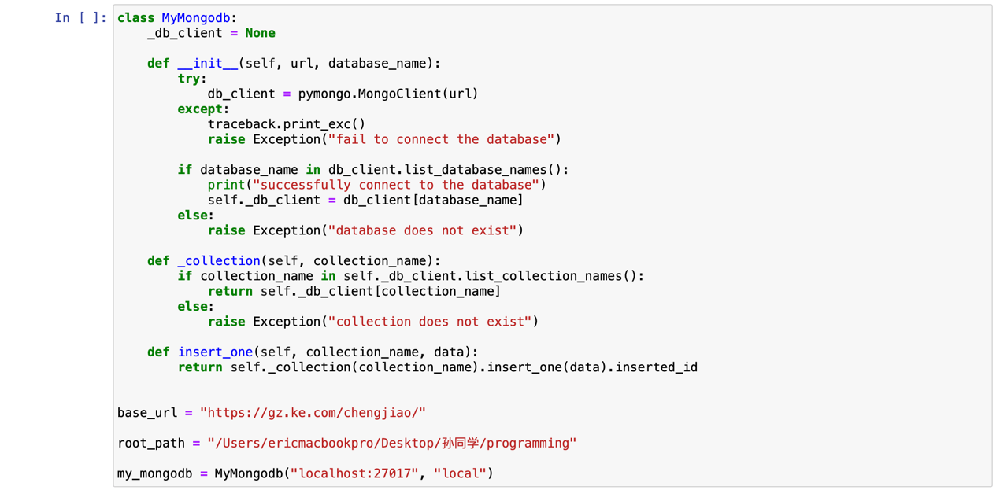 In [ ]: class MyMongodb:
    _db_client = None

    def __init__(self, url, database_name):
        try:
            db_client = pymongo.MongoClient(url)
        except:
            traceback.print_exc()
            raise Exception("fail to connect the database")

        if database_name in db_client.list_database_names():
            print("successfully connect to the database")
            self._db_client = db_client[database_name]
        else:
            raise Exception("database does not exist")

    def _collection(self, collection_name):
        if collection_name in self._db_client.list_collection_names():
            return self._db_client[collection_name]
        else:
            raise Exception("collection does not exist")

    def insert_one(self, collection_name, data):
        return self._collection(collection_name).insert_one(data).inserted_id


base_url = "https://gz.ke.com/chengjiao/"

root_path = "/Users/ericmacbookpro/Desktop/孙同学/programming"

my_mongodb = MyMongodb("localhost:27017", "local")